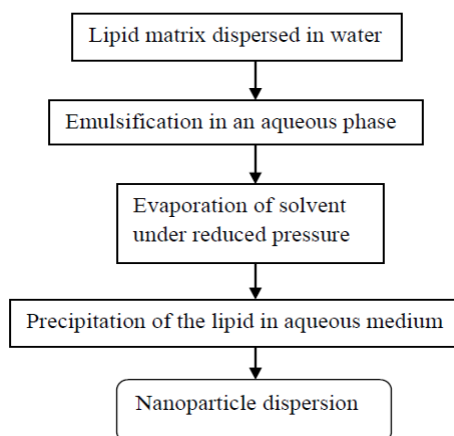 Lipid matrix dispersed in water
Emulsification in an aqueous phase
Evaporation of solvent
under reduced pressure
Precipitation of the lipid in aqueous medium
Nanoparticle dispersion